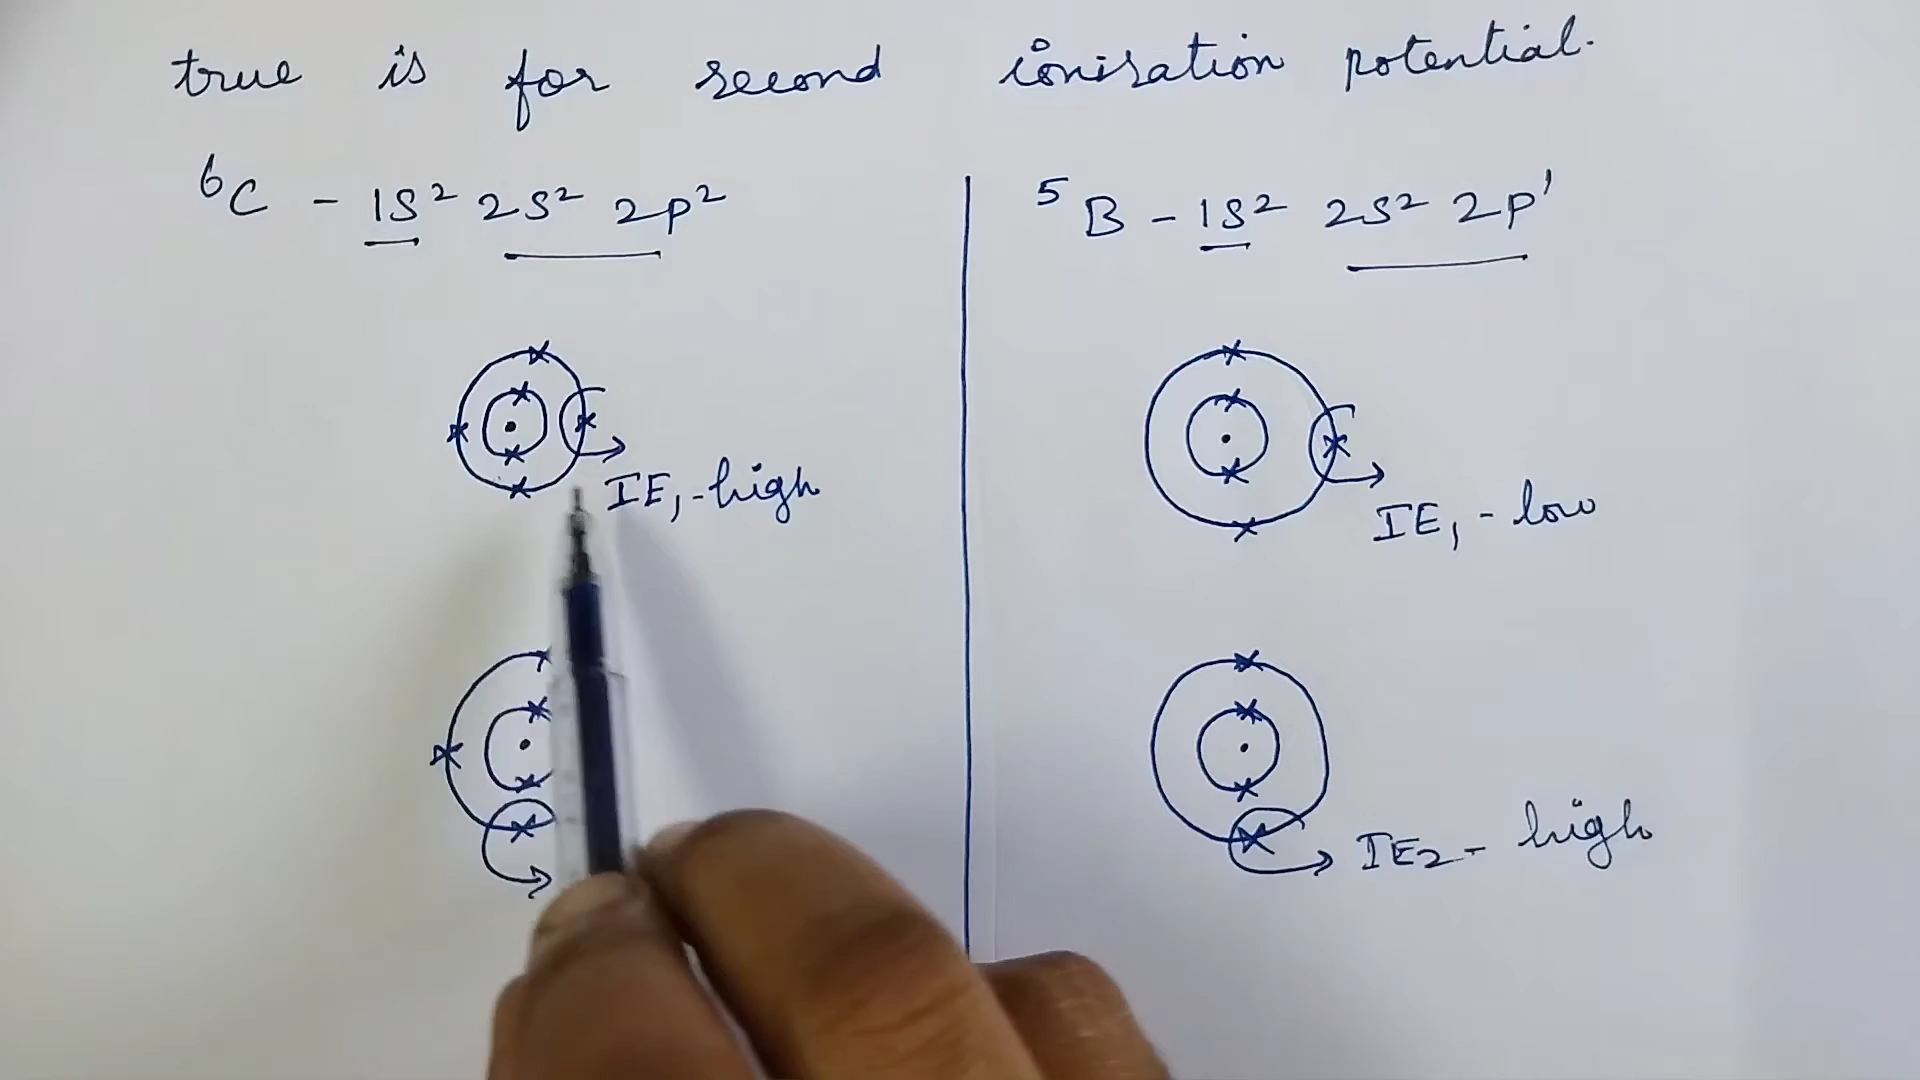 true is for second ionisation potential.
⁶C - 1S² 2S² 2P²
⁵B - 1S² 2S² 2P¹
IE₁ - high
IE₁ - low
IE₂ - high